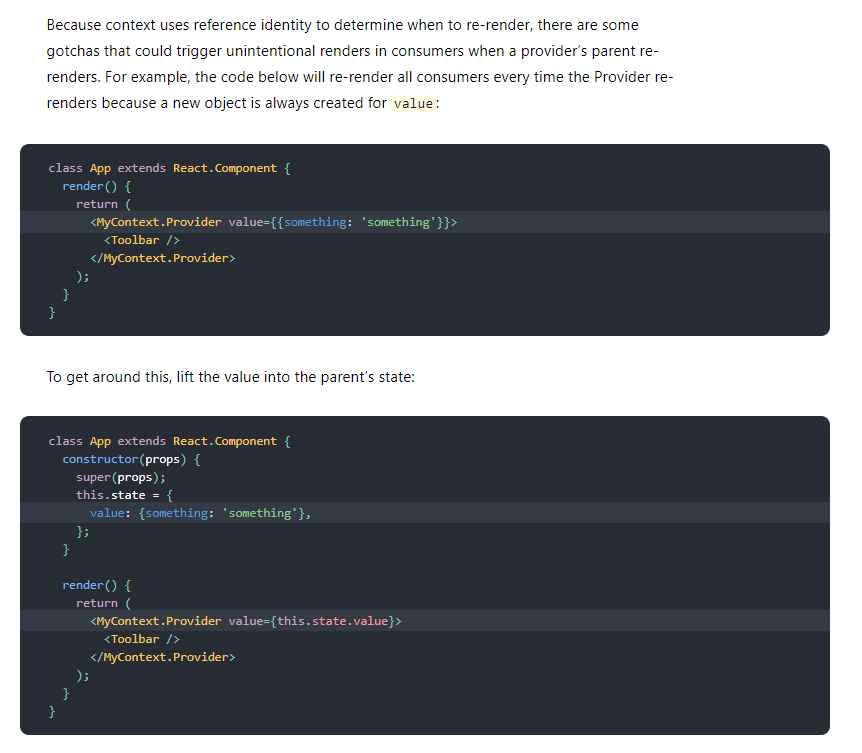 Because context uses reference identity to determine when to re-render, there are some
gotchas that could trigger unintentional renders in consumers when a provider’s parent re-
renders. For example, the code below will re-render all consumers every time the Provider re-
renders because a new object is always created for value:
class App extends React.Component {
  render() {
    return (
      <MyContext.Provider value={{something: 'something'}}>
        <Toolbar />
      </MyContext.Provider>
    );
  }
}
To get around this, lift the value into the parent’s state:
class App extends React.Component {
  constructor(props) {
    super(props);
    this.state = {
      value: {something: 'something'},
    };
  }

  render() {
    return (
      <MyContext.Provider value={this.state.value}>
        <Toolbar />
      </MyContext.Provider>
    );
  }
}